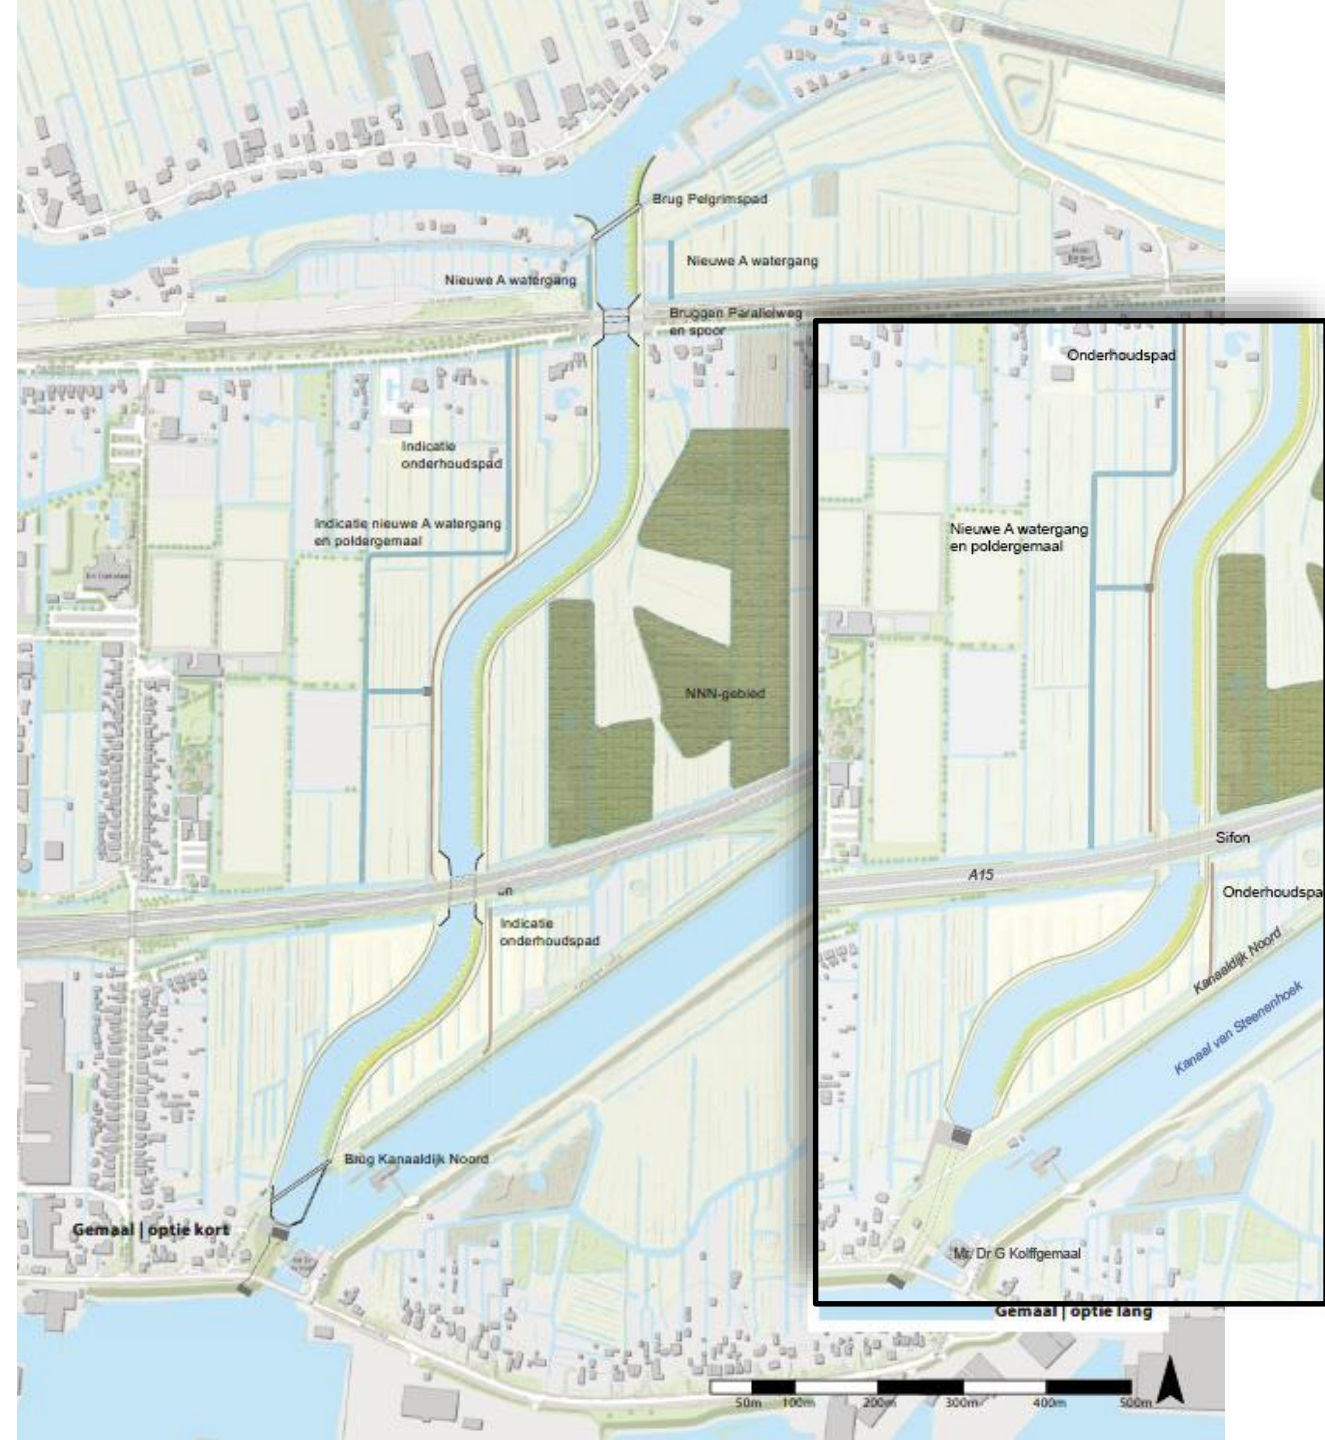 Brug Pelgrimspad
Nieuwe A watergang
Nieuwe A watergang
Bruggen Parallelweg
en spoor
Indicatie
onderhoudspad
Indicatie nieuwe A watergang
en poldergemaal
NNN-gebied
Indicatie
onderhoudspad
Brug Kanaaldijk Noord
Gemaal | optie kort
Onderhoudspad
Nieuwe A watergang
en poldergemaal
Sifon
A15
Onderhoudspa
Kanaaldijk Noord
Kanaal van Steenenhoek
Mr. Dr G Kolffgemaal
Gemaal | optie lang
50m 100m 200m 300m 400m 500m